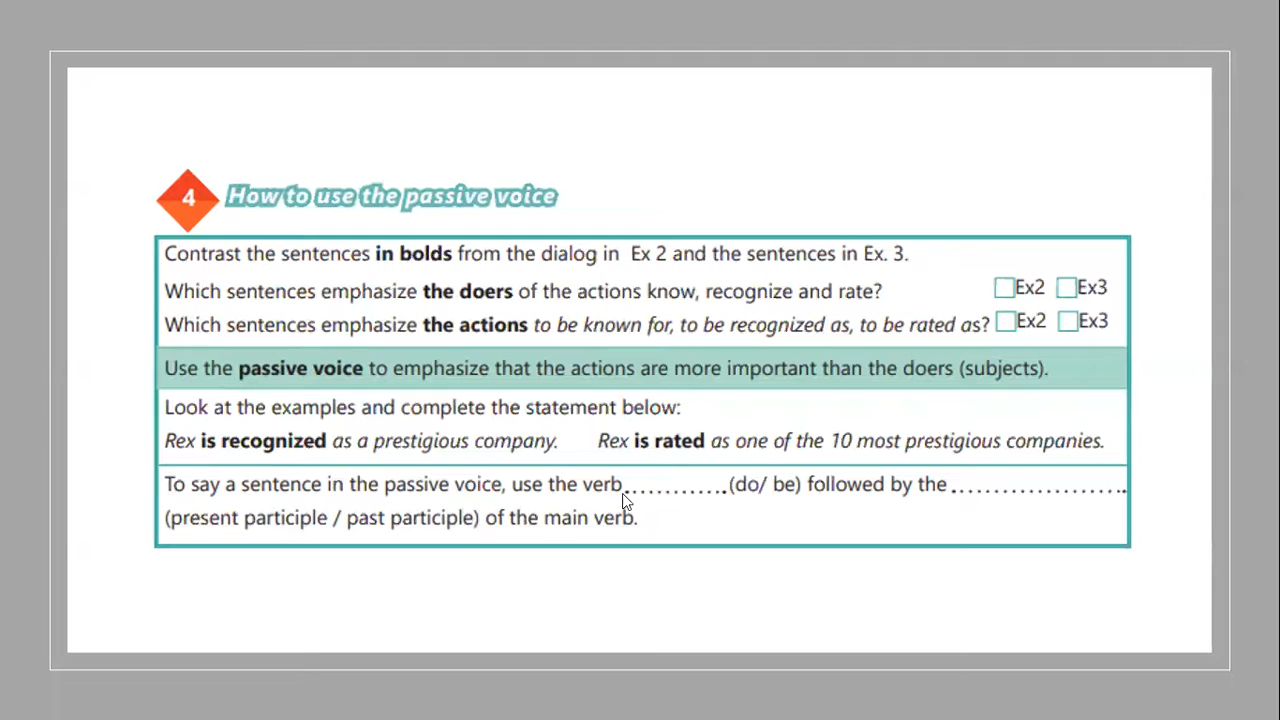 4 How to use the passive voice
Contrast the sentences in bolds from the dialog in Ex 2 and the sentences in Ex. 3.
Which sentences emphasize the doers of the actions know, recognize and rate? Ex2 Ex3
Which sentences emphasize the actions to be known for, to be recognized as, to be rated as? Ex2 Ex3
Use the passive voice to emphasize that the actions are more important than the doers (subjects).
Look at the examples and complete the statement below:
Rex is recognized as a prestigious company. Rex is rated as one of the 10 most prestigious companies.
To say a sentence in the passive voice, use the verb............(do/ be) followed by the.....................
(present participle / past participle) of the main verb.